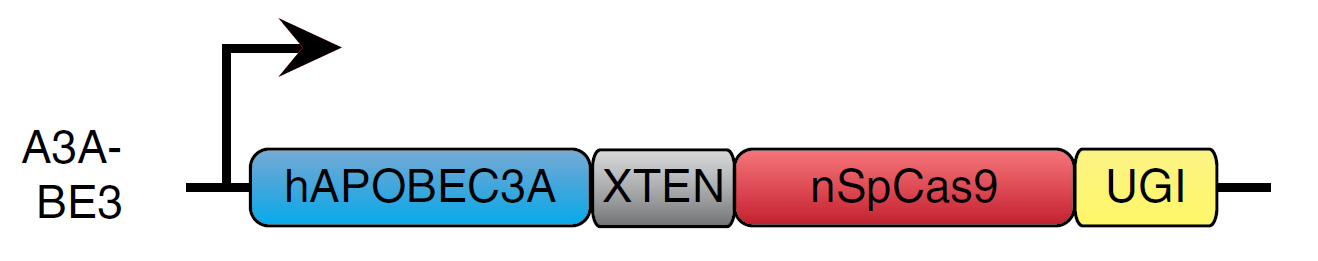 A3A-
BE3
hAPOBEC3A XTEN nSpCas9 UGI